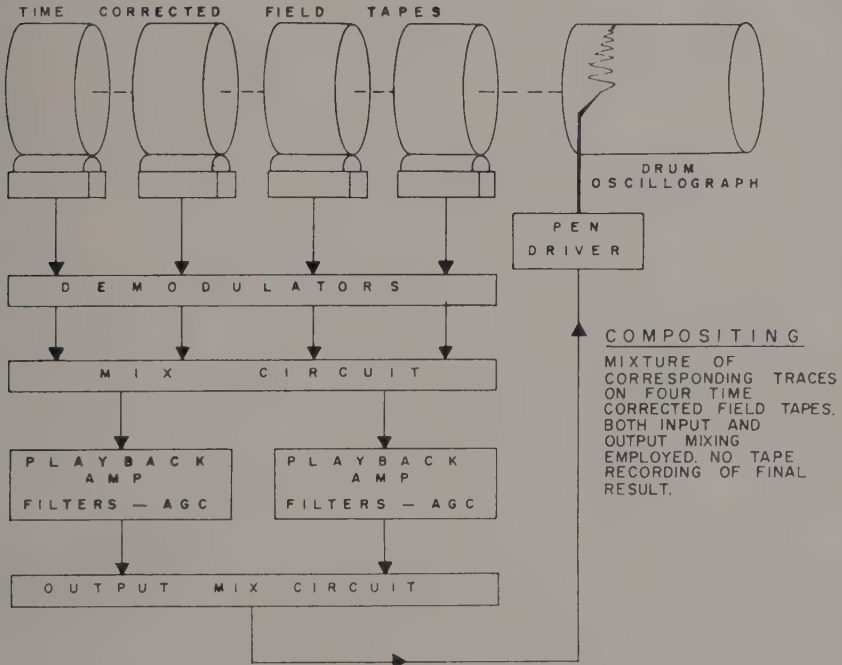 TIME CORRECTED FIELD TAPES
DRUM
OSCILLOGRAPH
PEN
DRIVER
DEMODULATORS
MIX CIRCUIT
COMPOSITING
MIXTURE OF
CORRESPONDING TRACES
ON FOUR TIME
CORRECTED FIELD TAPES.
BOTH INPUT AND
OUTPUT MIXING
EMPLOYED. NO TAPE
RECORDING OF FINAL
RESULT.
PLAYBACK
AMP
FILTERS — AGC
PLAYBACK
AMP
FILTERS — AGC
OUTPUT MIX CIRCUIT